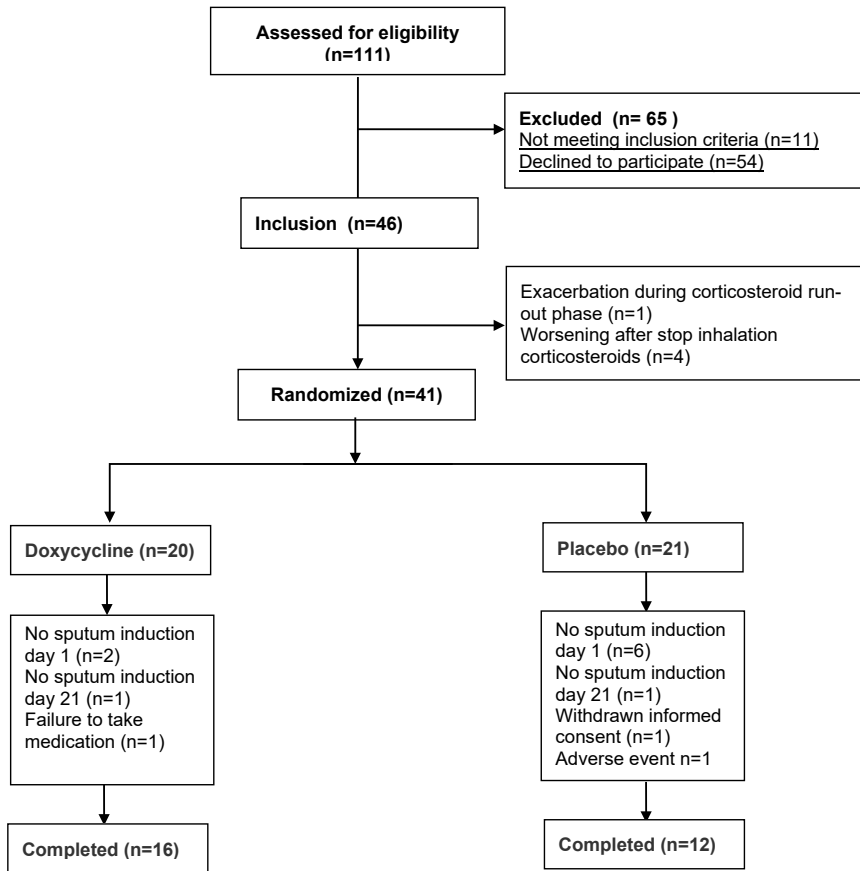 Assessed for eligibility
(n=111)
Excluded (n= 65 )
Not meeting inclusion criteria (n=11)
Declined to participate (n=54)
Inclusion (n=46)
Exacerbation during corticosteroid run-
out phase (n=1)
Worsening after stop inhalation
corticosteroids (n=4)
Randomized (n=41)
Doxycycline (n=20)
Placebo (n=21)
No sputum induction
day 1 (n=2)
No sputum induction
day 21 (n=1)
Failure to take
medication (n=1)
No sputum induction
day 1 (n=6)
No sputum induction
day 21 (n=1)
Withdrawn informed
consent (n=1)
Adverse event n=1
Completed (n=16)
Completed (n=12)